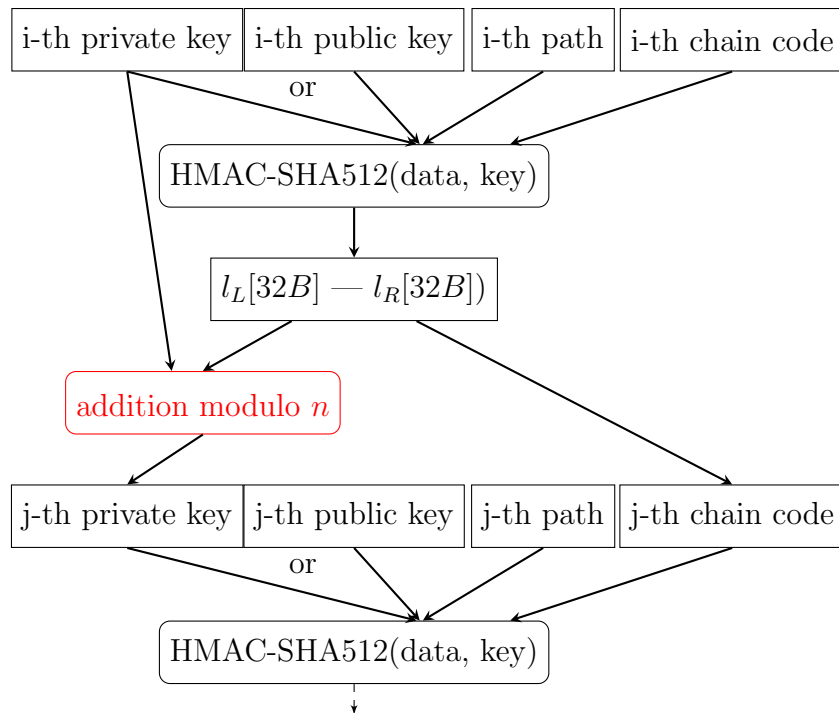 i-th private key i-th public key i-th path i-th chain code
or
HMAC-SHA512(data, key)
l_L[32B] — l_R[32B])
addition modulo n
j-th private key j-th public key j-th path j-th chain code
or
HMAC-SHA512(data, key)